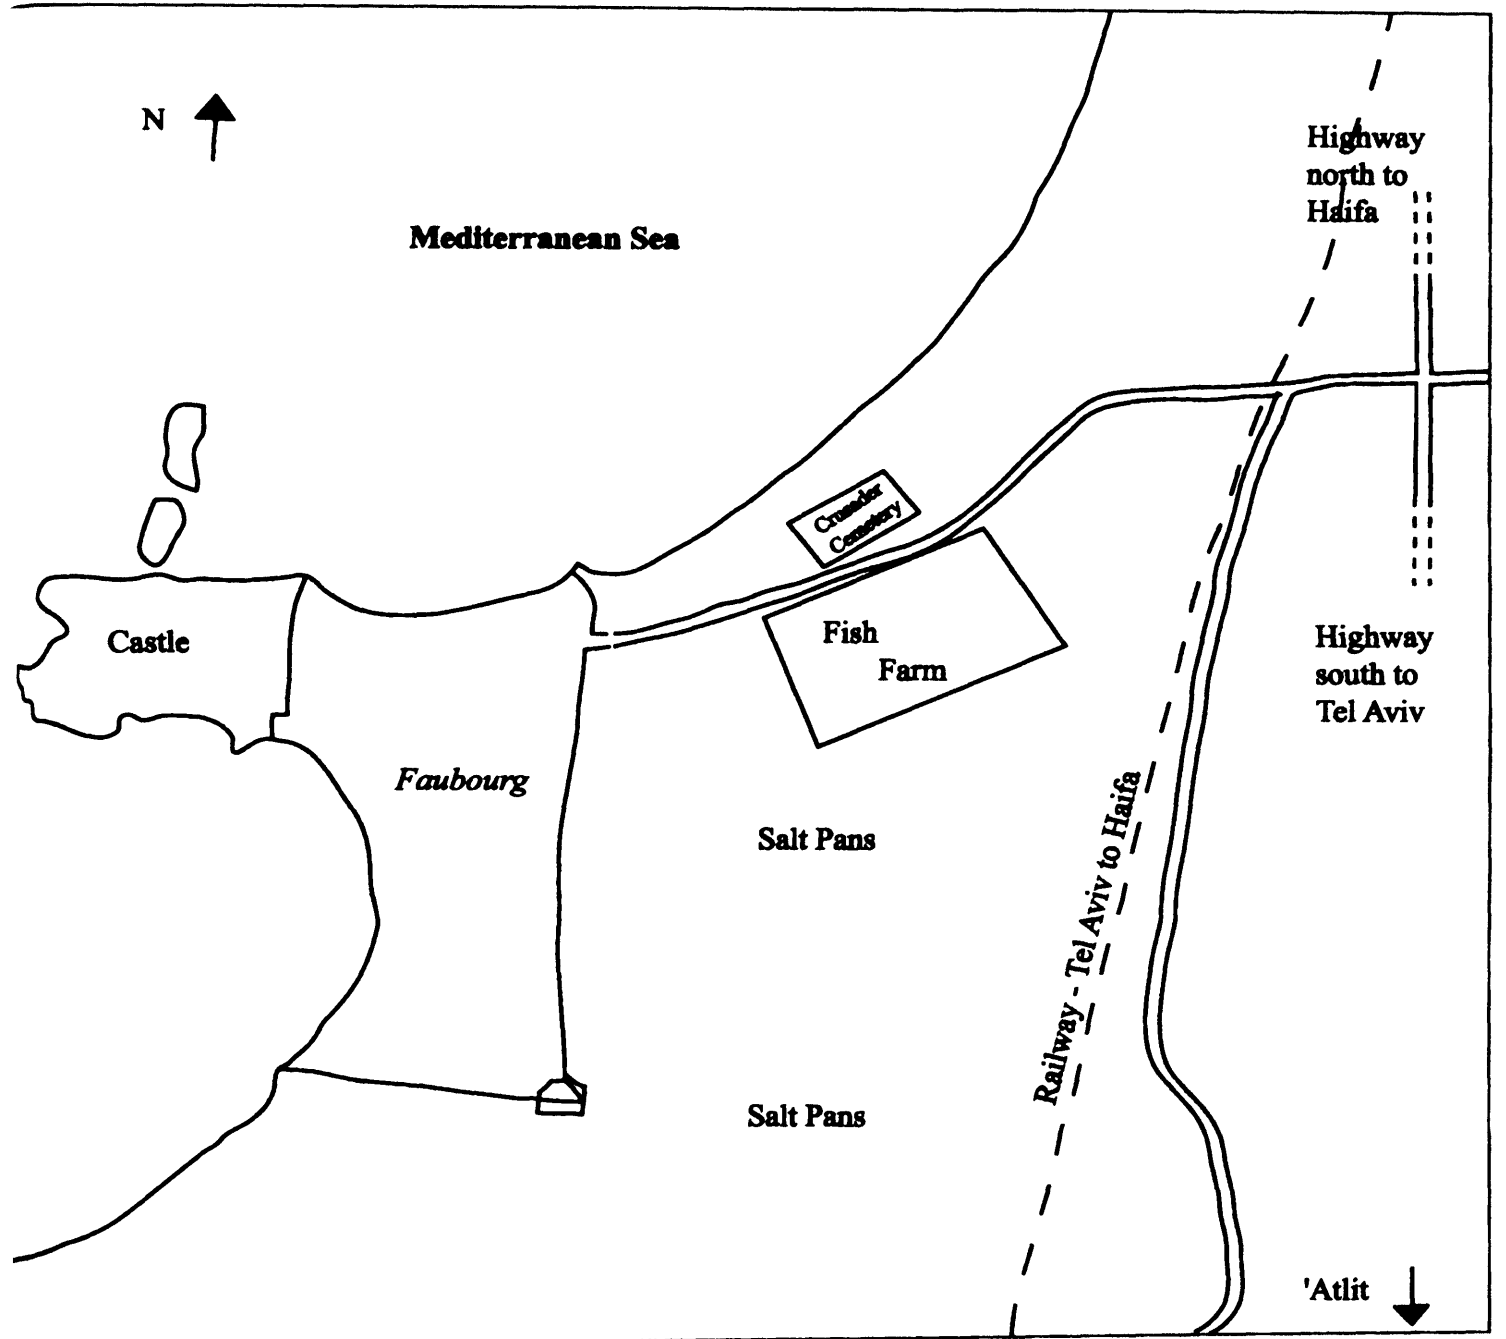 N
Highway
north to
Haifa
Mediterranean Sea
Crusader
Cemetery
Castle
Fish
Farm
Highway
south to
Tel Aviv
Faubourg
Salt Pans
Railway - Tel Aviv to Haifa
Salt Pans
'Atlit